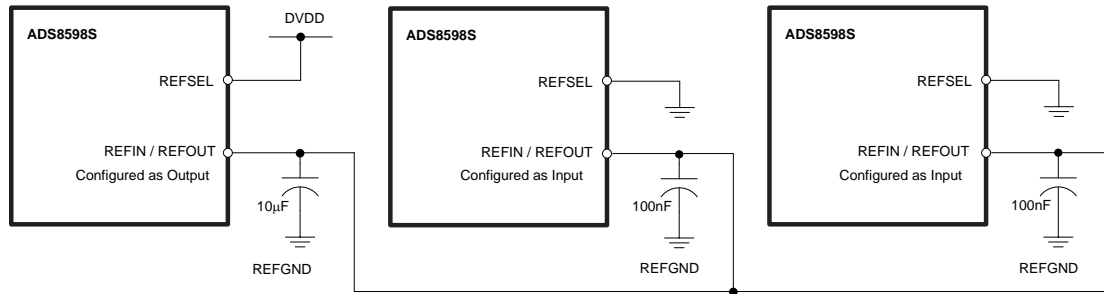 DVDD
ADS8598S
REFSEL
REFIN / REFOUT
Configured as Output
10μF
REFGND
ADS8598S
REFSEL
REFIN / REFOUT
Configured as Input
100nF
REFGND
ADS8598S
REFSEL
REFIN / REFOUT
Configured as Input
100nF
REFGND